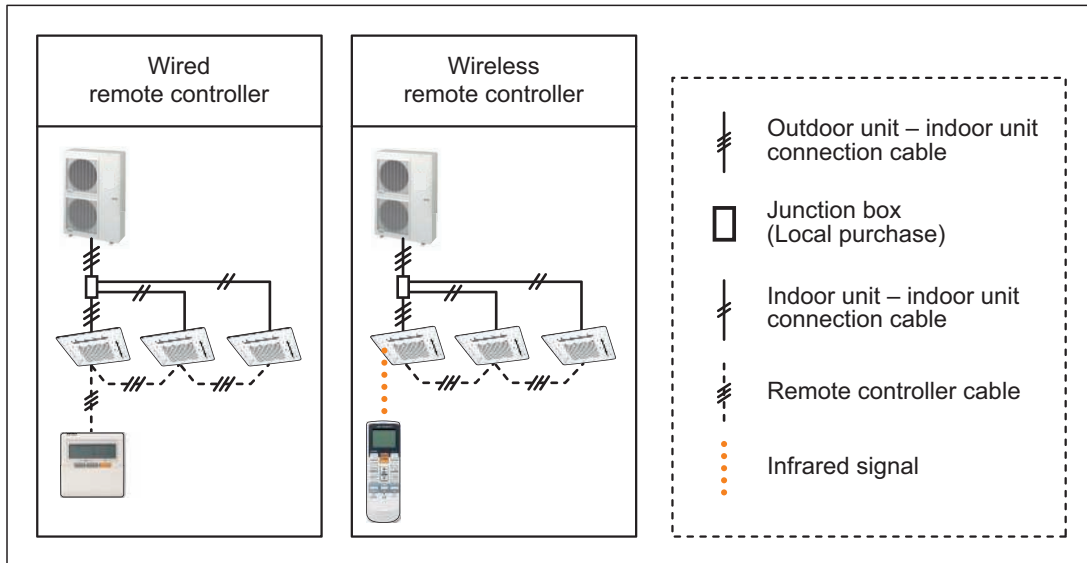 Wired
remote controller
Wireless
remote controller
Outdoor unit – indoor unit
connection cable
Junction box
(Local purchase)
Indoor unit – indoor unit
connection cable
Remote controller cable
Infrared signal